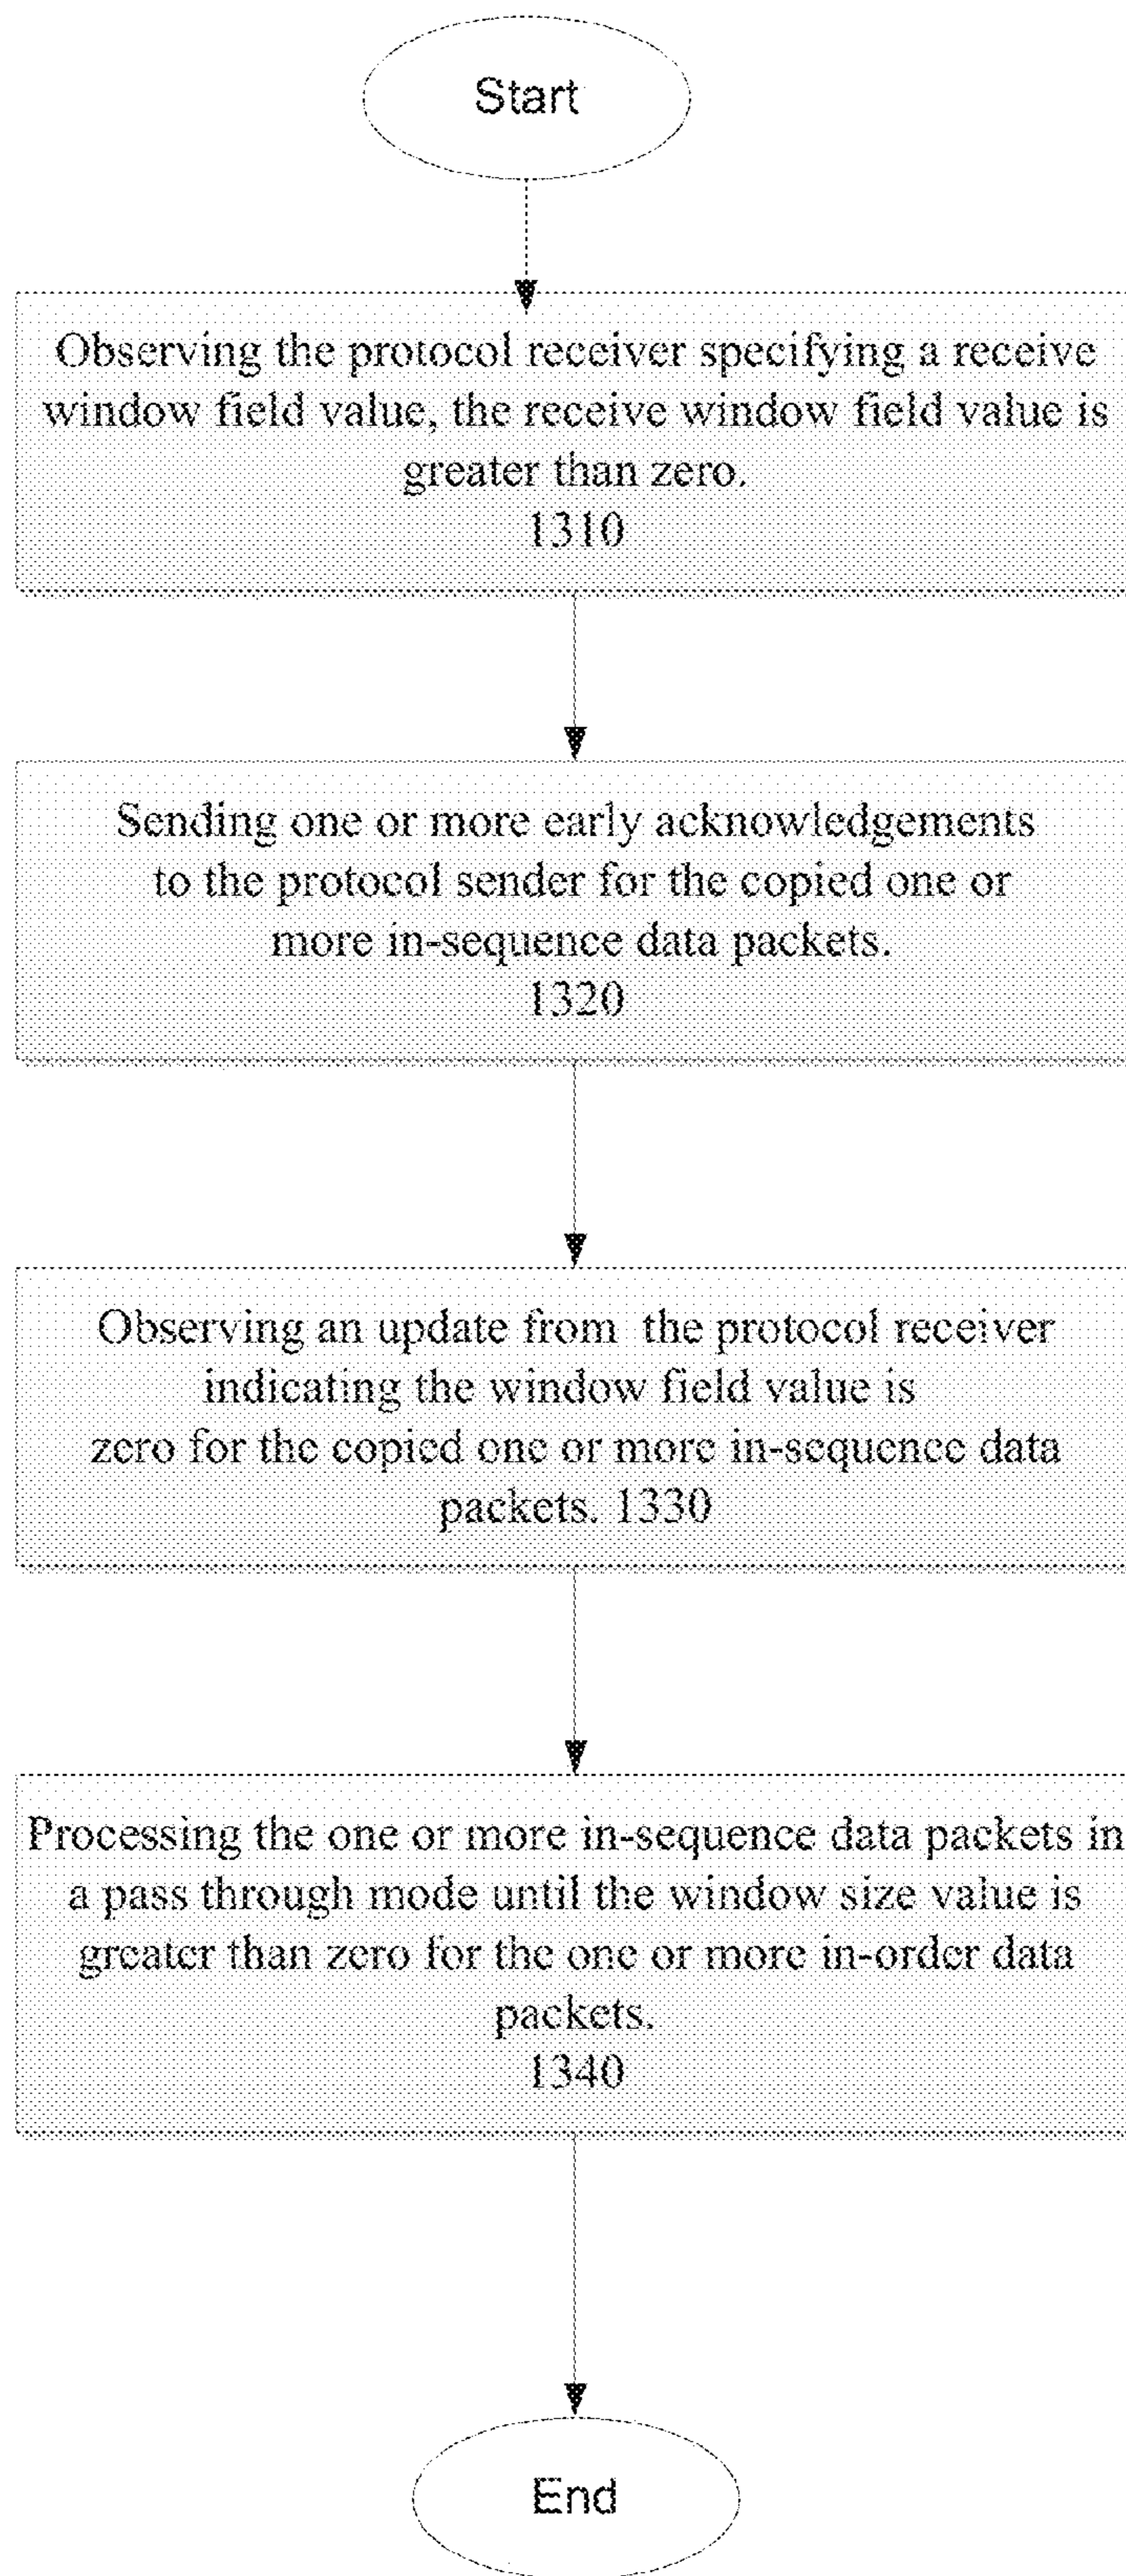 Start
Observing the protocol receiver specifying a receive
window field value, the receive window field value is
greater than zero.
1310
Sending one or more early acknowledgements
to the protocol sender for the copied one or
more in-sequence data packets.
1320
Observing an update from the protocol receiver
indicating the window field value is
zero for the copied one or more in-sequence data
packets. 1330
Processing the one or more in-sequence data packets in
a pass through mode until the window size value is
greater than zero for the one or more in-order data
packets.
1340
End